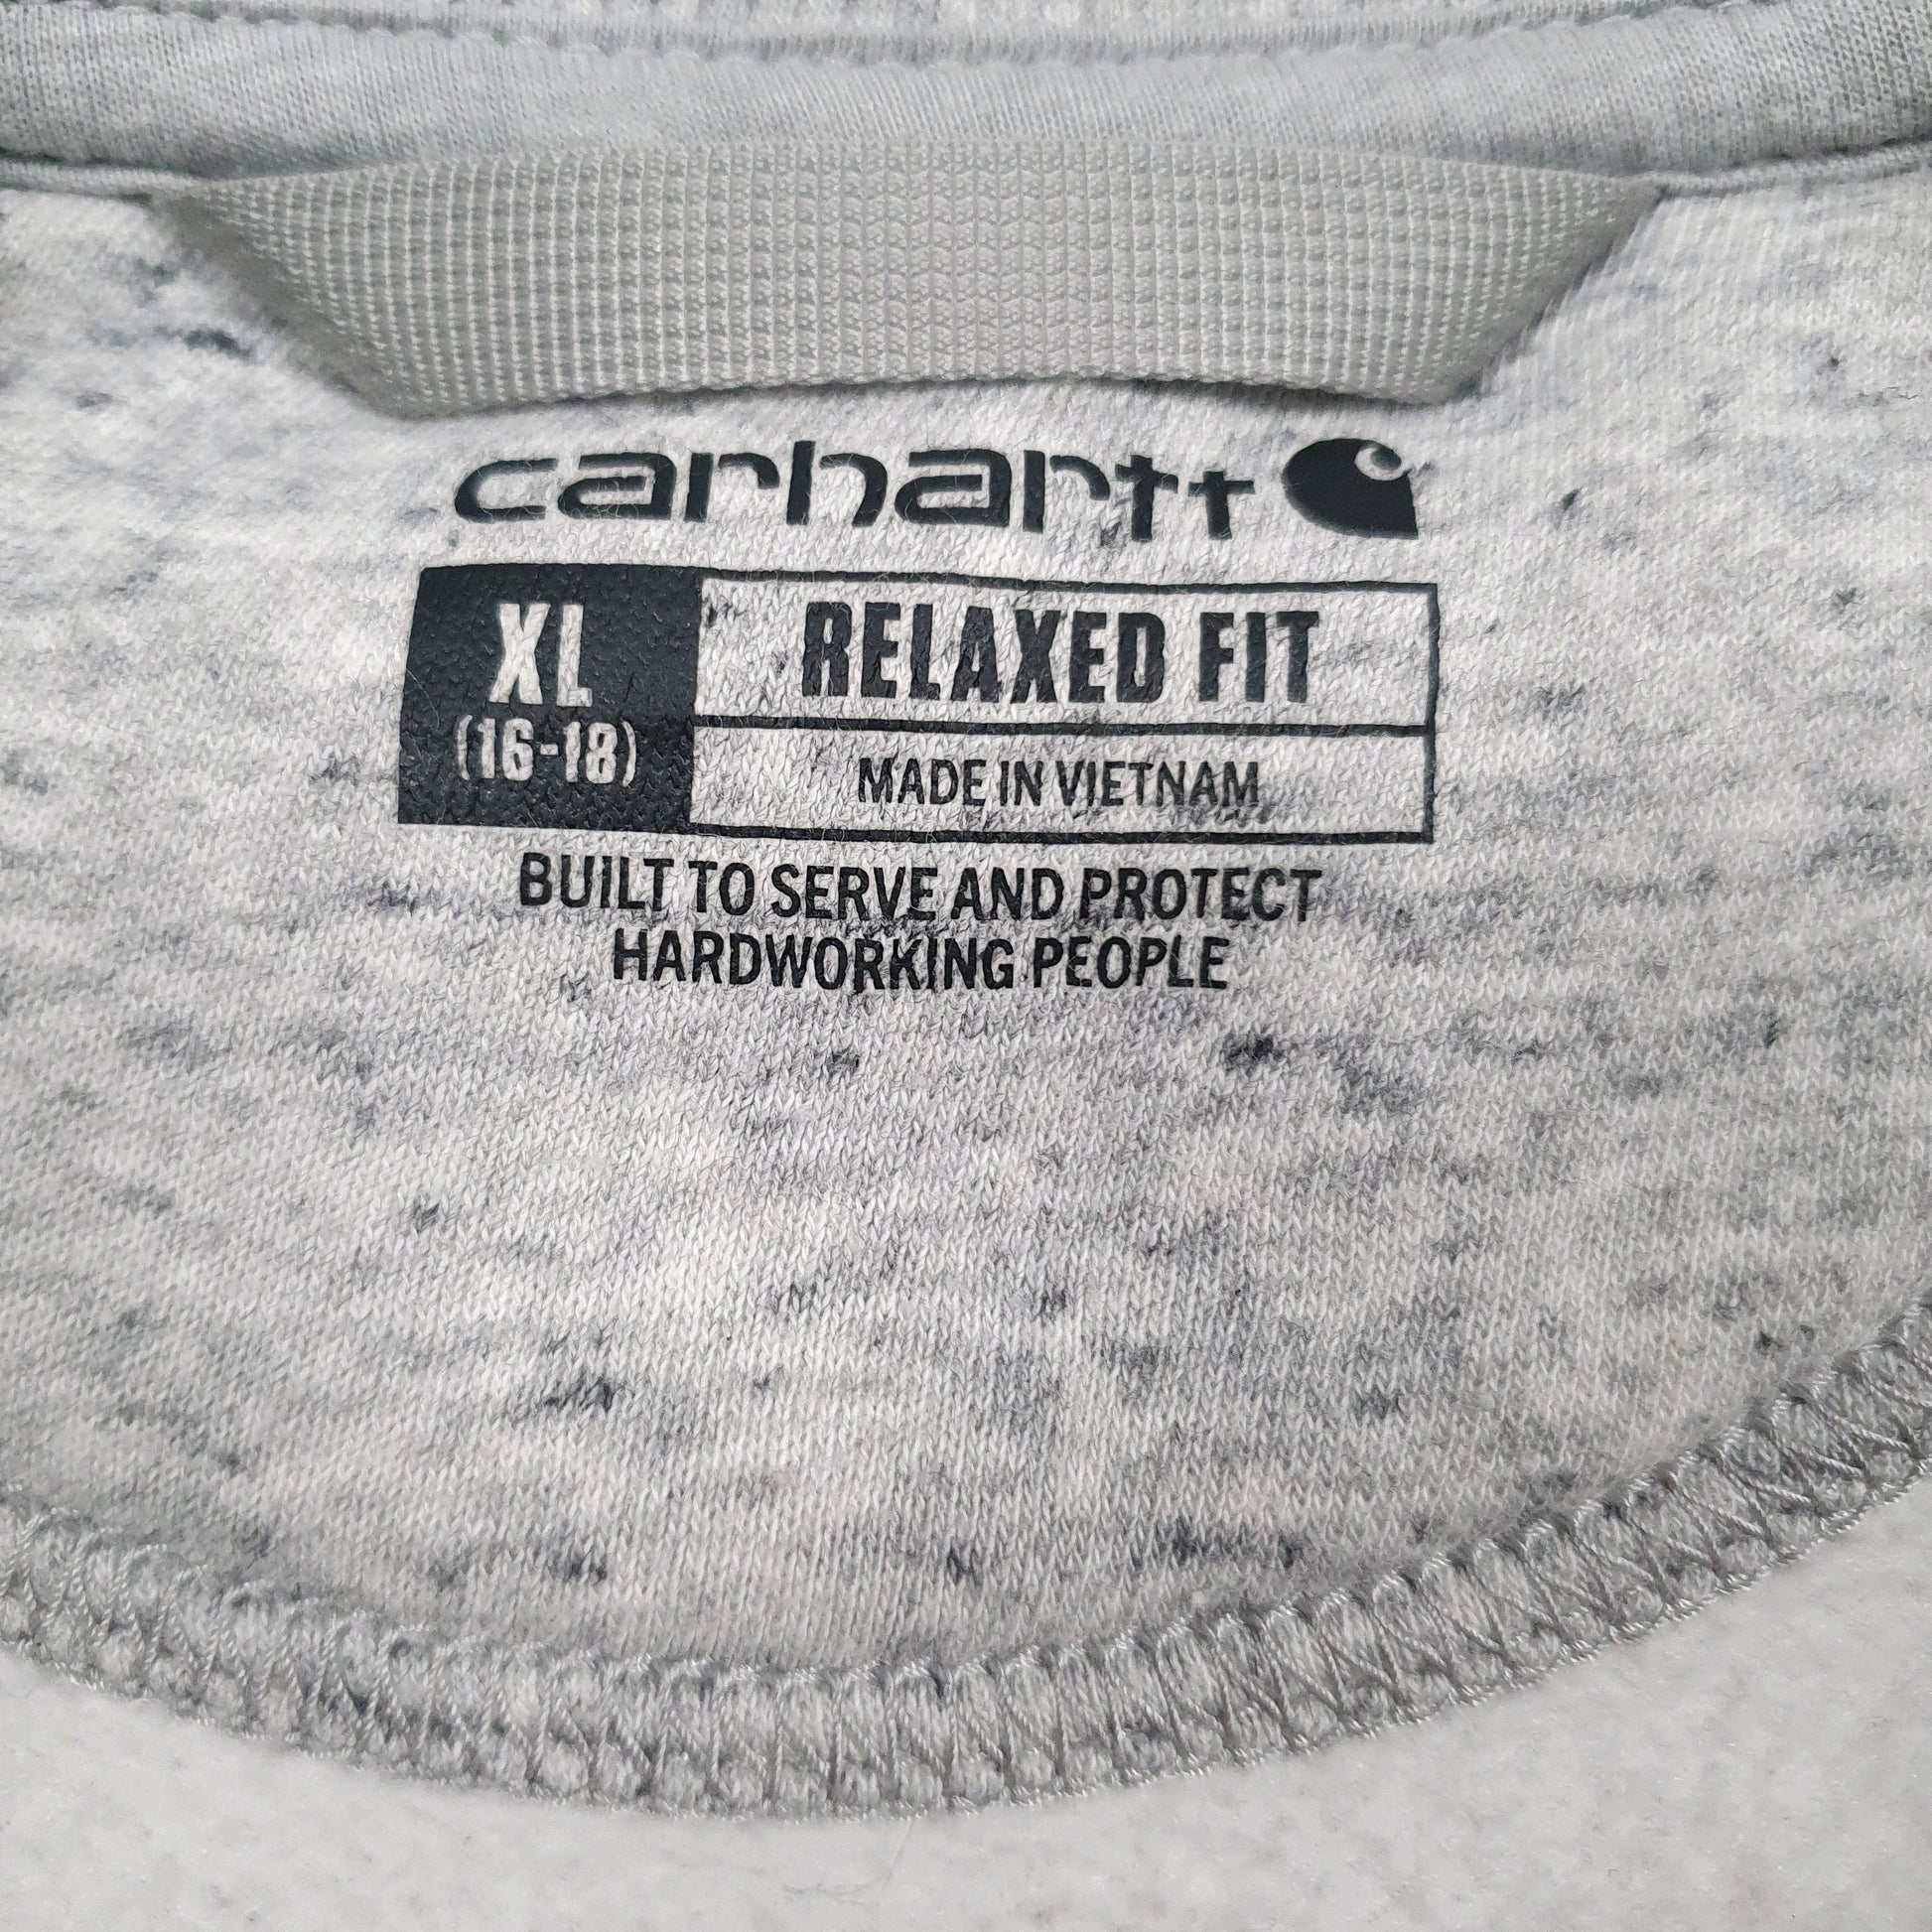 carhartt
XL
(16-18)
RELAXED FIT
MADE IN VIETNAM
BUILT TO SERVE AND PROTECT
HARDWORKING PEOPLE